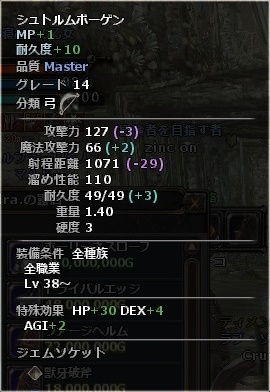 シュトルムボーゲン
MP+1
耐久度+10
品質 Master
グレード 14
分類 弓
攻撃力 127 (-3)
魔法攻撃力 66 (+2)
射程距離 1071 (-29)
溜め性能 110
耐久度 49/49 (+3)
重量 1.40
硬度 3
装備条件 全種族
全職業
Lv 38～
特殊効果 HP+30 DEX+4
AGI+2
ジェムソケット
獣牙破斧